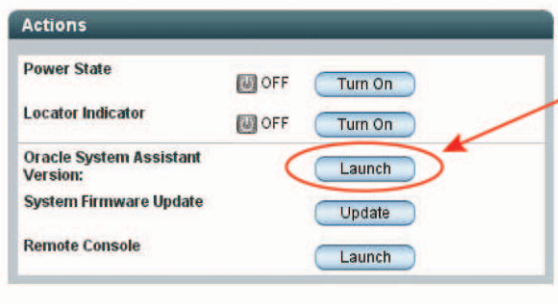 Actions
Power State OFF Turn On
Locator Indicator OFF Turn On
Oracle System Assistant
Version: Launch
System Firmware Update Update
Remote Console Launch